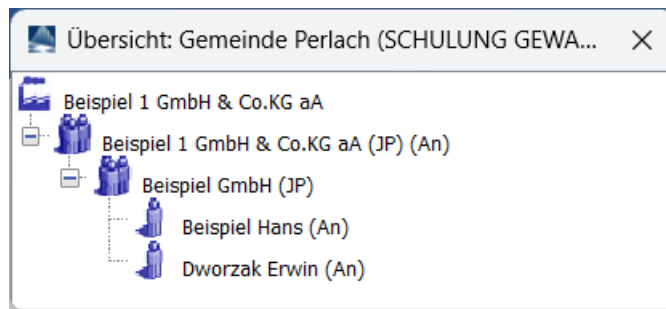 Übersicht: Gemeinde Perlach (SCHULUNG GEWA...
Beispiel 1 GmbH & Co.KG aA
Beispiel 1 GmbH & Co.KG aA (JP) (An)
Beispiel GmbH (JP)
Beispiel Hans (An)
Dworzak Erwin (An)